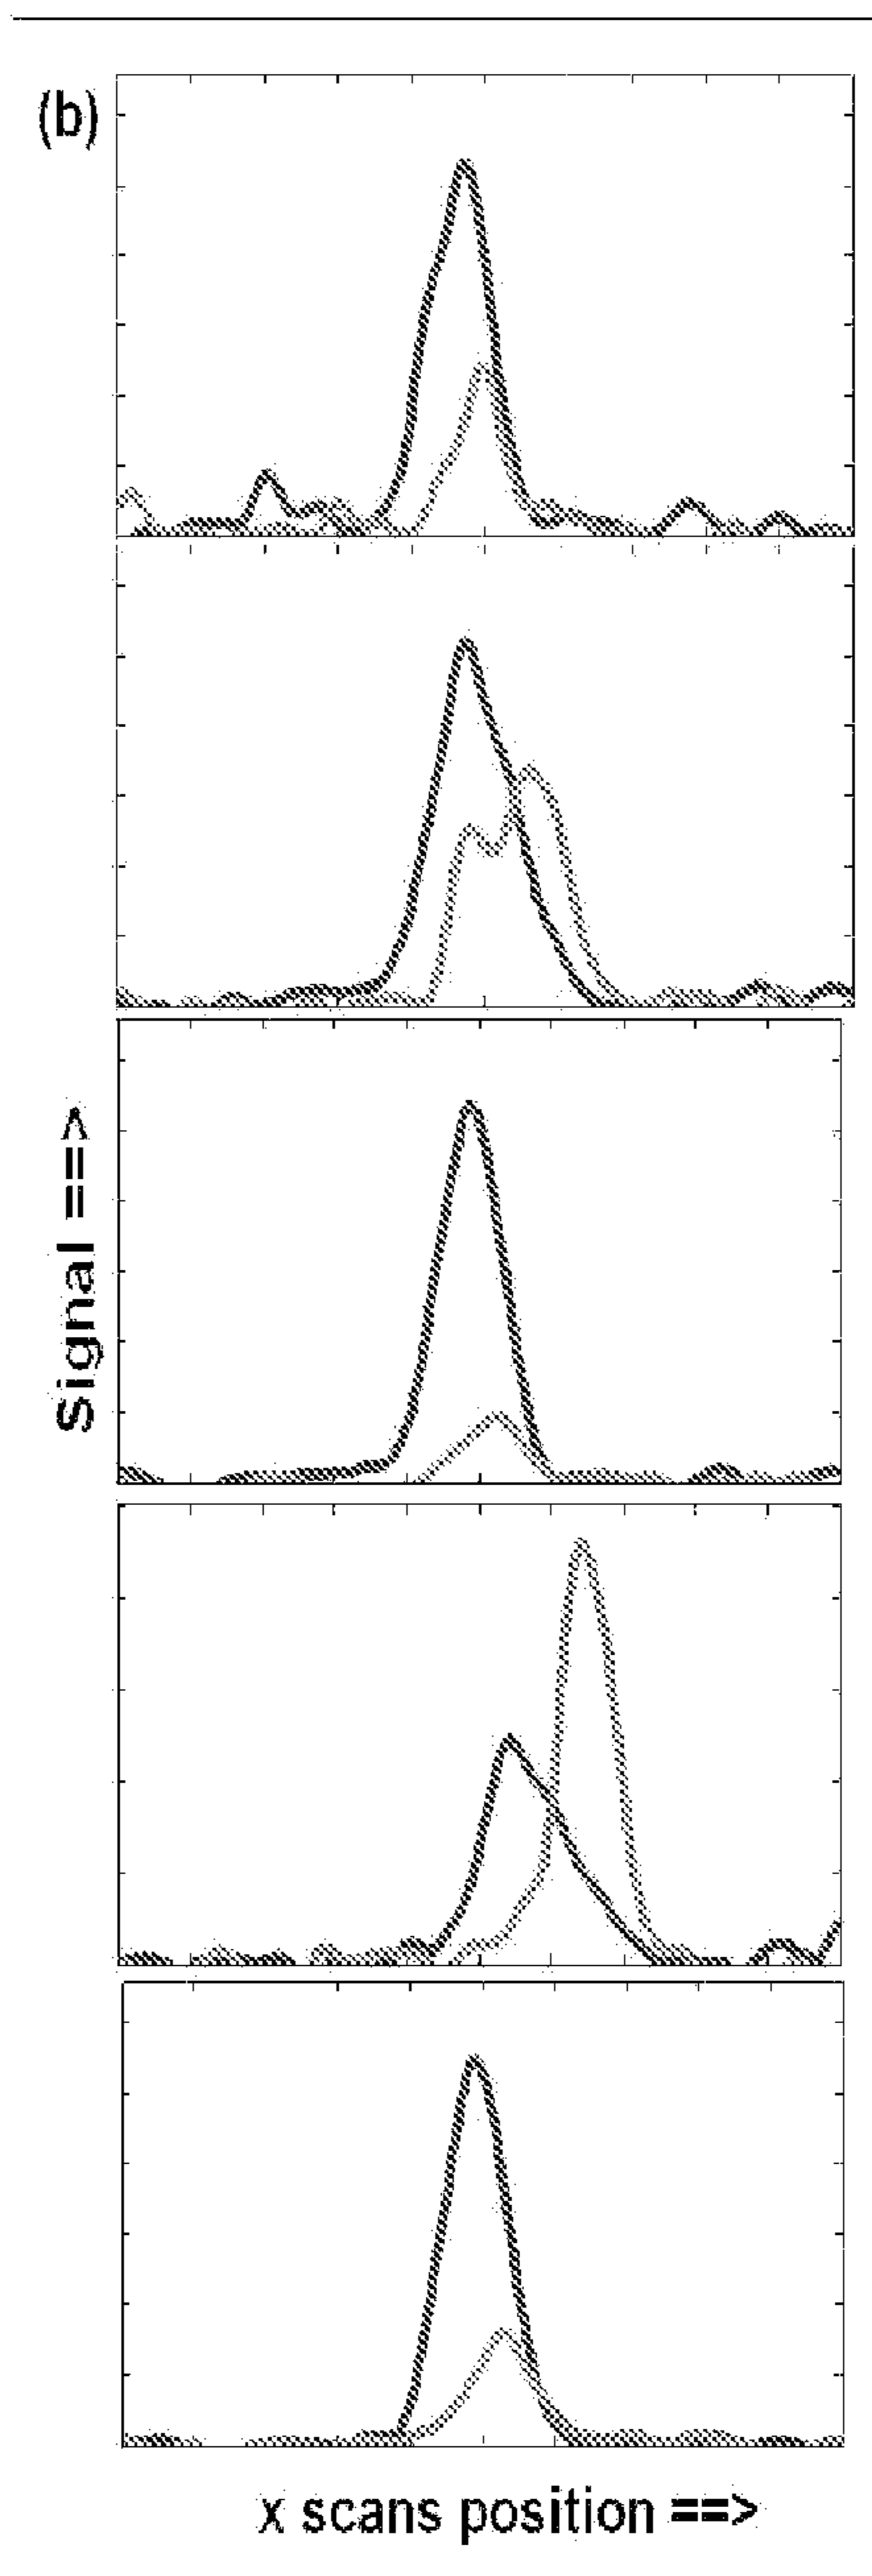 (b)
Signal ==>
x scans position ==>